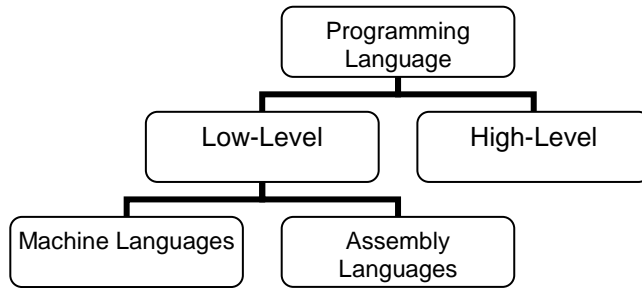 Programming
Language
Low-Level
High-Level
Machine Languages
Assembly
Languages